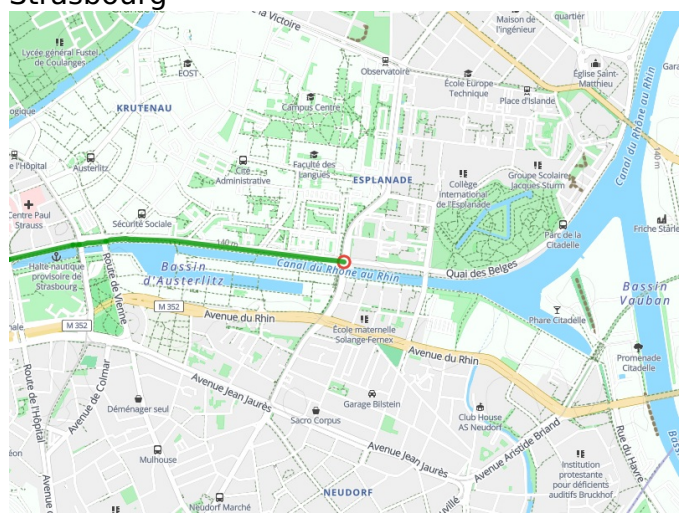 Strasbourg
la Victoire
Maison de
l'ingénieur
quartier
Lycée général Fustel
de Coulanges
EOST
Observatoire
École Europe
Technique
Église Saint-
Matthieu
Place d'Islande
KRUTENAU
Campus Centre
Canal du Rhône au Rhin
140 m
l'Hôpital
Austerlitz
Cité
Administrative
Faculté des
langues
ESPLANADE
Collège
international
de l'Esplanade
Groupe Scolaire
Jacques Sturm
Centre Paul
Strauss
Sécurité Sociale
140 m
Parc de la
Citadelle
Friche Starle
Halte nautique
provisoire de
Strasbourg
Route de Vienne
Bassin
d'Austerlitz
Canal du Rhône au Rhin
Quai des Belges
Bassin
Vauban
M 352
M 352
Avenue du Rhin
École maternelle
Solange Fernex
Phare Citadelle
Avenue du Rhin
Promenade
Citadelle
Route de l'Hôpital
Avenue de Colmar
Avenue Jean Jaurès
Déménager seul
Sacro Corpus
Garage Bilstein
Club House
AS Neudorf
Avenue Aristide Briand
Rue du Havre
Mulhouse
Avenue Jean Jaurès
Institution
protestante
pour déficients
auditifs Bruckhof
NEUDORF
Neudorf Marché